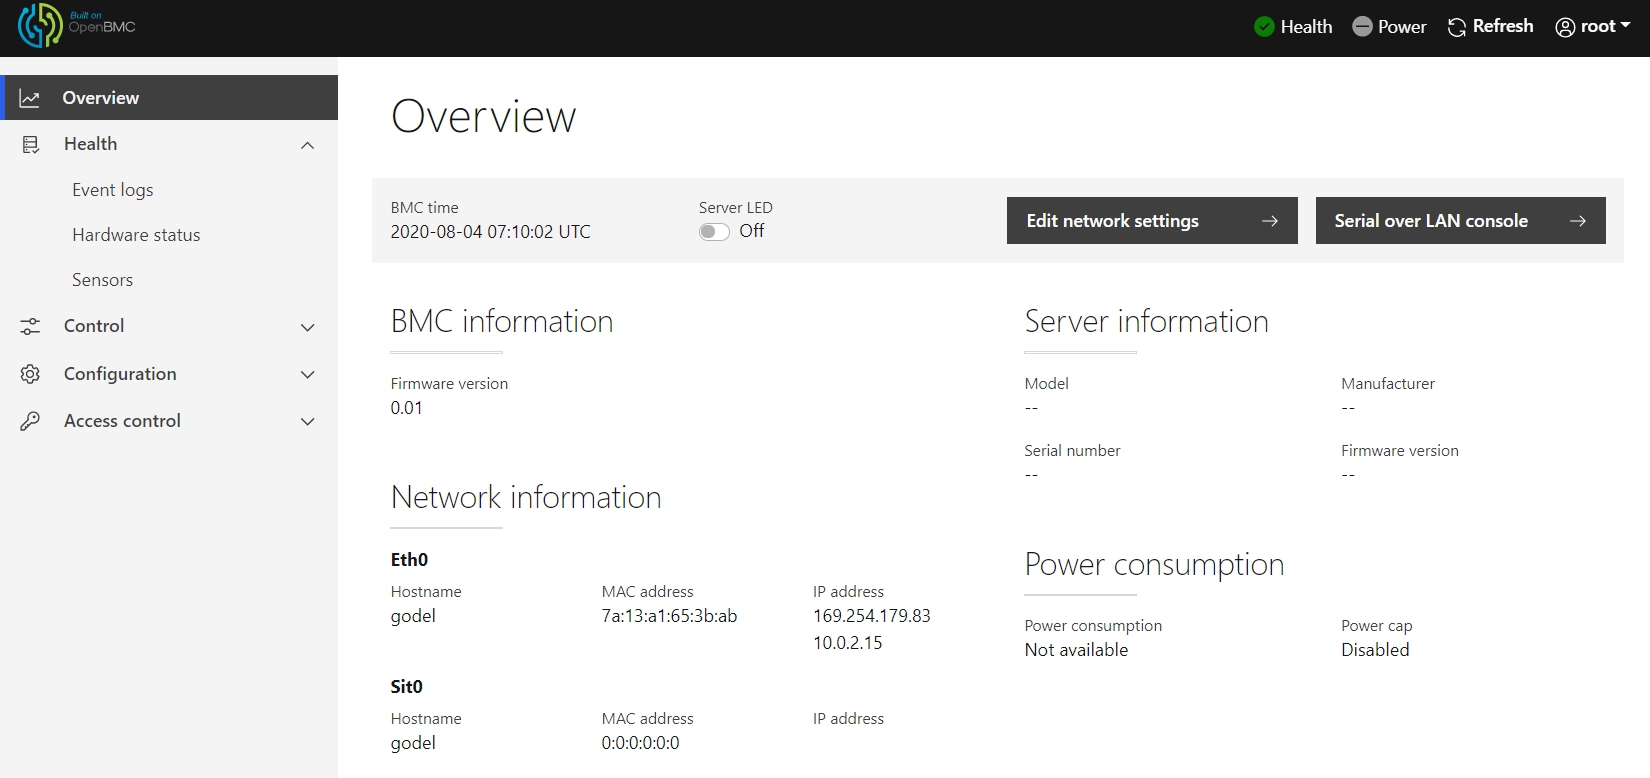 Built on
OpenBMC
Health Power Refresh root
Overview
Health
Event logs
Hardware status
Sensors
Control
Configuration
Access control
Overview
BMC time
2020-08-04 07:10:02 UTC
Server LED
Off
Edit network settings
Serial over LAN console
BMC information
Firmware version
0.01
Network information
Eth0
Hostname MAC address IP address
godel 7a:13:a1:65:3b:ab 169.254.179.83
10.0.2.15
Sit0
Hostname MAC address IP address
godel 0:0:0:0:0:0
Server information
Model Manufacturer
-- --
Serial number Firmware version
-- --
Power consumption
Power consumption Power cap
Not available Disabled